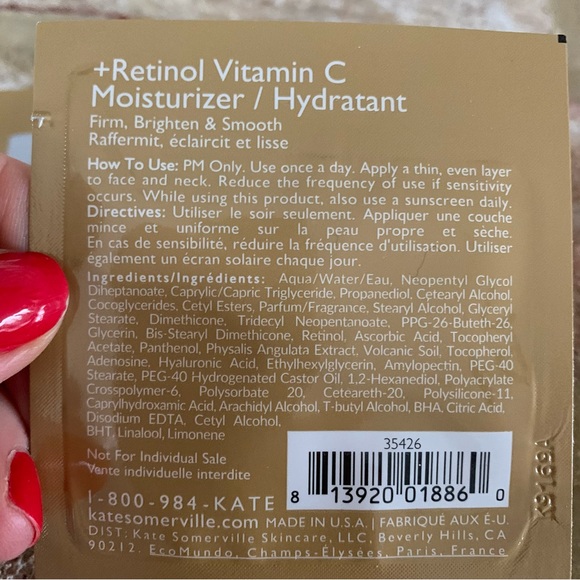 +Retinol Vitamin C
Moisturizer / Hydratant
Firm, Brighten & Smooth
Raffermit, éclaircit et lisse
How To Use: PM Only. Use once a day. Apply a thin, even layer
to face and neck. Reduce the frequency of use if sensitivity
occurs. While using this product, also use a sunscreen daily.
Directives: Utiliser le soir seulement. Appliquer une couche
mince et uniforme sur la peau propre et sèche.
En cas de sensibilité, réduire la fréquence d'utilisation. Utiliser
également un écran solaire chaque jour.
Ingredients/Ingrédients: Aqua/Water/Eau, Neopentyl Glycol
Diheptanoate, Caprylic/Capric Triglyceride, Propanediol, Cetearyl Alcohol,
Cocoglycerides, Cetyl Esters, Parfum/Fragrance, Stearyl Alcohol, Glyceryl
Stearate, Dimethicone, Tridecyl Neopentanoate, PPG-26-Buteth-26,
Glycerin, Bis-Stearyl Dimethicone, Retinol, Ascorbic Acid, Tocopheryl
Acetate, Panthenol, Physalis Angulata Extract, Volcanic Soil, Tocopherol,
Adenosine, Hyaluronic Acid, Ethylhexylglycerin, Amylopectin, PEG-40
Stearate, PEG-40 Hydrogenated Castor Oil, 1,2-Hexanediol, Polyacrylate
Crosspolymer-6, Polysorbate 20, Ceteareth-20, Polysilicone-11,
Caprylhydroxamic Acid, Arachidyl Alcohol, T-butyl Alcohol, BHA, Citric Acid,
Disodium EDTA, Cetyl Alcohol,
BHT, Linalool, Limonene
Not For Individual Sale
Vente individuelle interdite
35426
8 13920 01886 0
K9169A
1-800-984-KATE
katesomerville.com MADE IN U.S.A. | FABRIQUÉ AUX É-U.
DIST: Kate Somerville Skincare, LLC, Beverly Hills, CA
90212. EcoMundo, Champs-Élysées, Paris, France